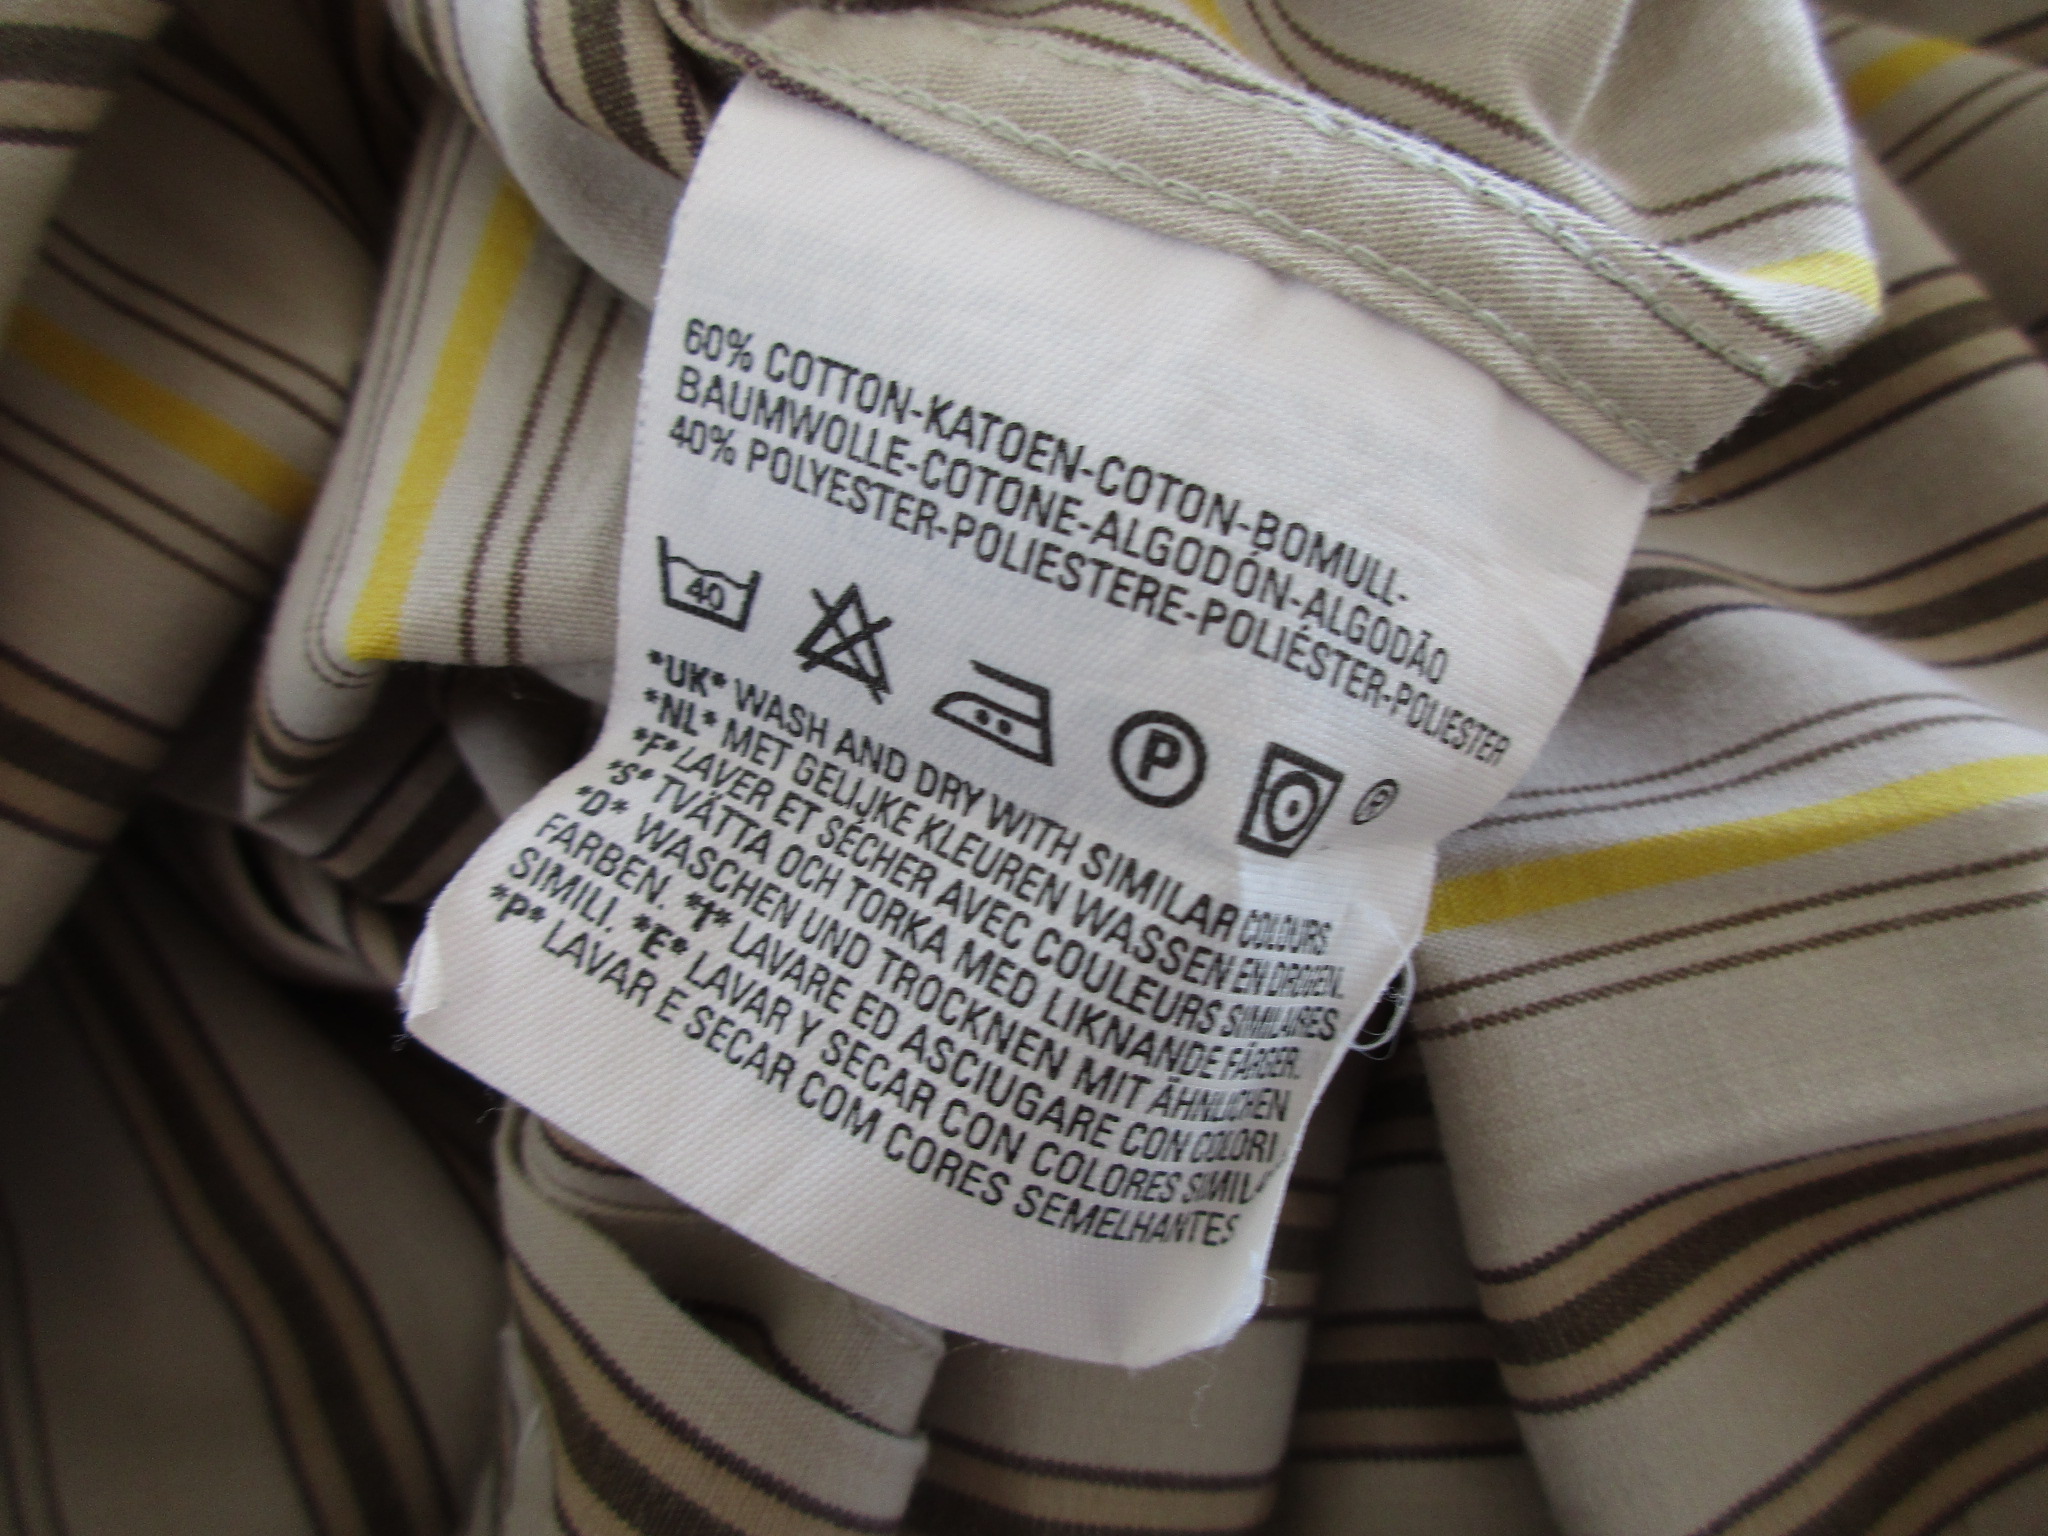 60% COTTON-KATOEN-COTON-BOMULL-
BAUMWOLLE-COTONE-ALGODÓN-ALGODÃO
40% POLYESTER-POLIESTERE-POLIÉSTER-POLIESTER
40 P ®
*UK* WASH AND DRY WITH SIMILAR COLOURS
*NL* MET GELIJKE KLEUREN WASSEN EN DROGEN.
*F* LAVER ET SÉCHER AVEC COULEURS SIMILAIRES
*S* TVÄTTA OCH TORKA MED LIKNANDE FÄRGER.
*D* WASCHEN UND TROCKNEN MIT ÄHNLICHEN
FARBEN. *I* LAVARE ED ASCIUGARE CON COLORI
SIMILI. *E* LAVAR Y SECAR CON COLORES
*P* LAVAR E SECAR COM CORES SEMELHANTES